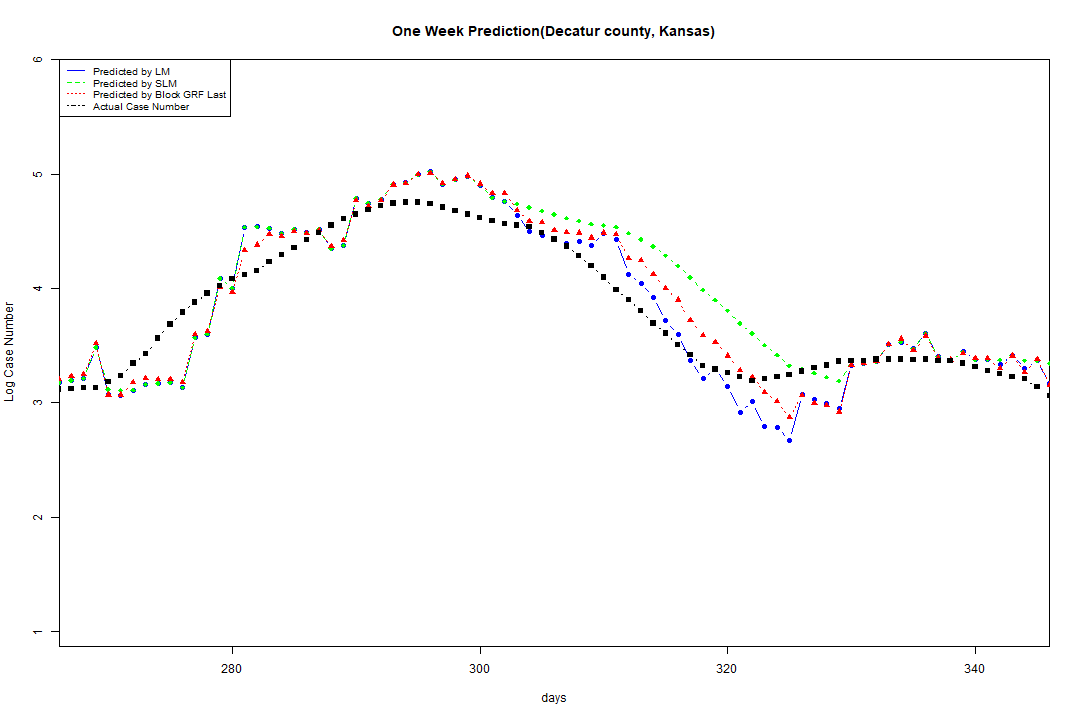 One Week Prediction(Decatur county, Kansas)
Predicted by LM
Predicted by SLM
Predicted by Block GRF Last
Actual Case Number
Log Case Number
6
5
4
3
2
1
280 300 320 340
days